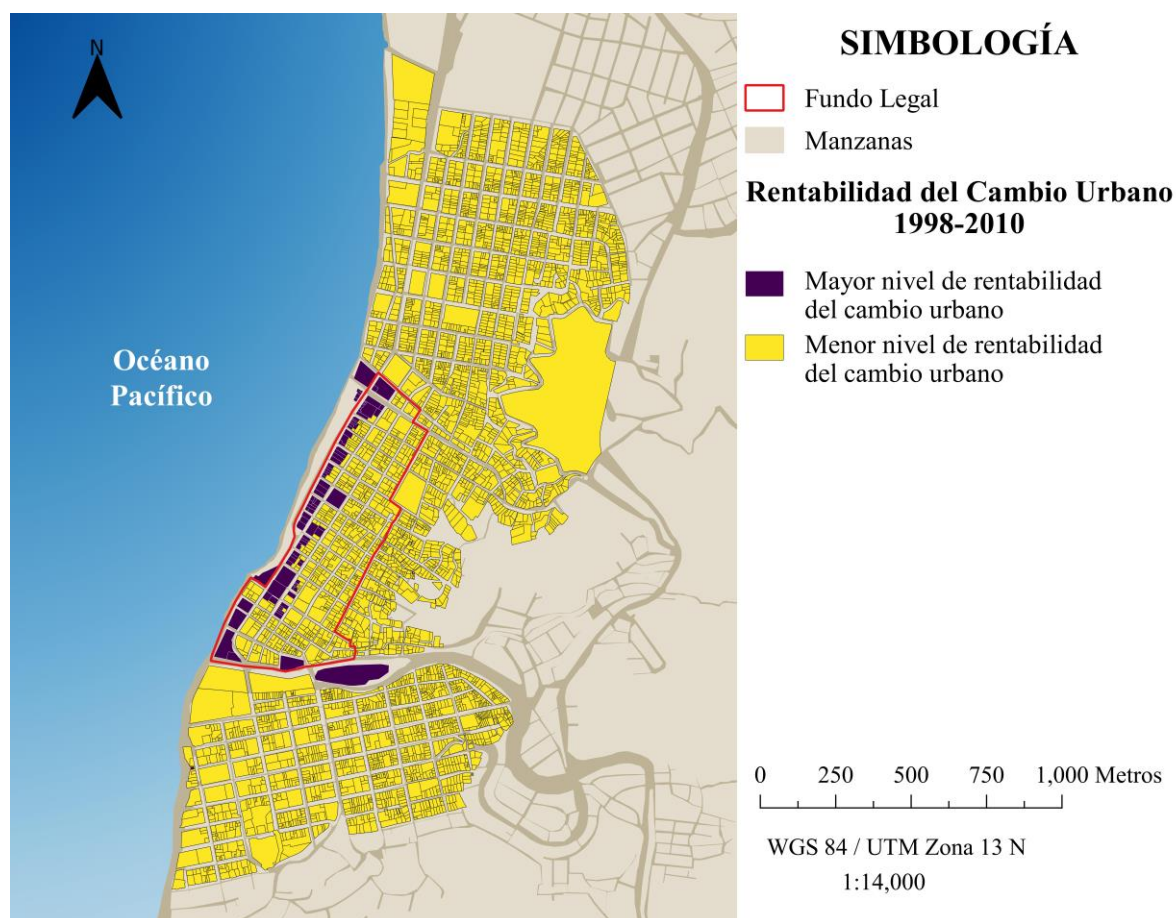 N
Océano
Pacífico
SIMBOLOGÍA
Fundo Legal
Manzanas
Rentabilidad del Cambio Urbano
1998-2010
Mayor nivel de rentabilidad
del cambio urbano
Menor nivel de rentabilidad
del cambio urbano
0 250 500 750 1,000 Metros
WGS 84 / UTM Zona 13 N
1:14,000